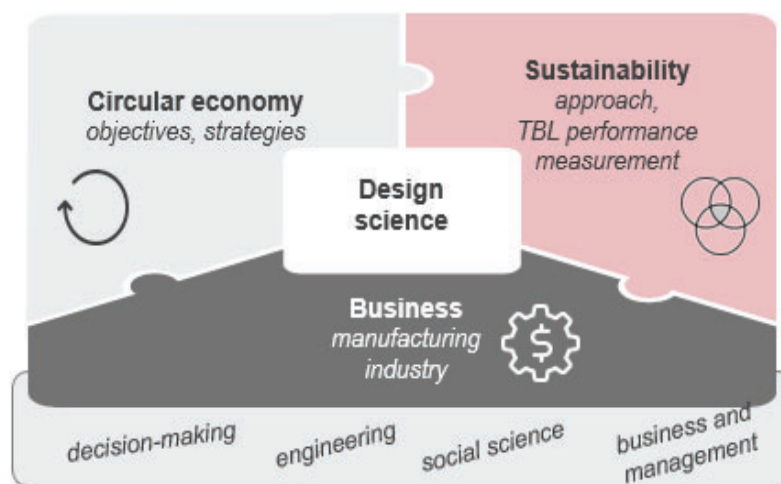 Circular economy
objectives, strategies
Sustainability
approach,
TBL performance
measurement
Design
science
Business
manufacturing
industry
$
decision-making
engineering
social science
business and
management